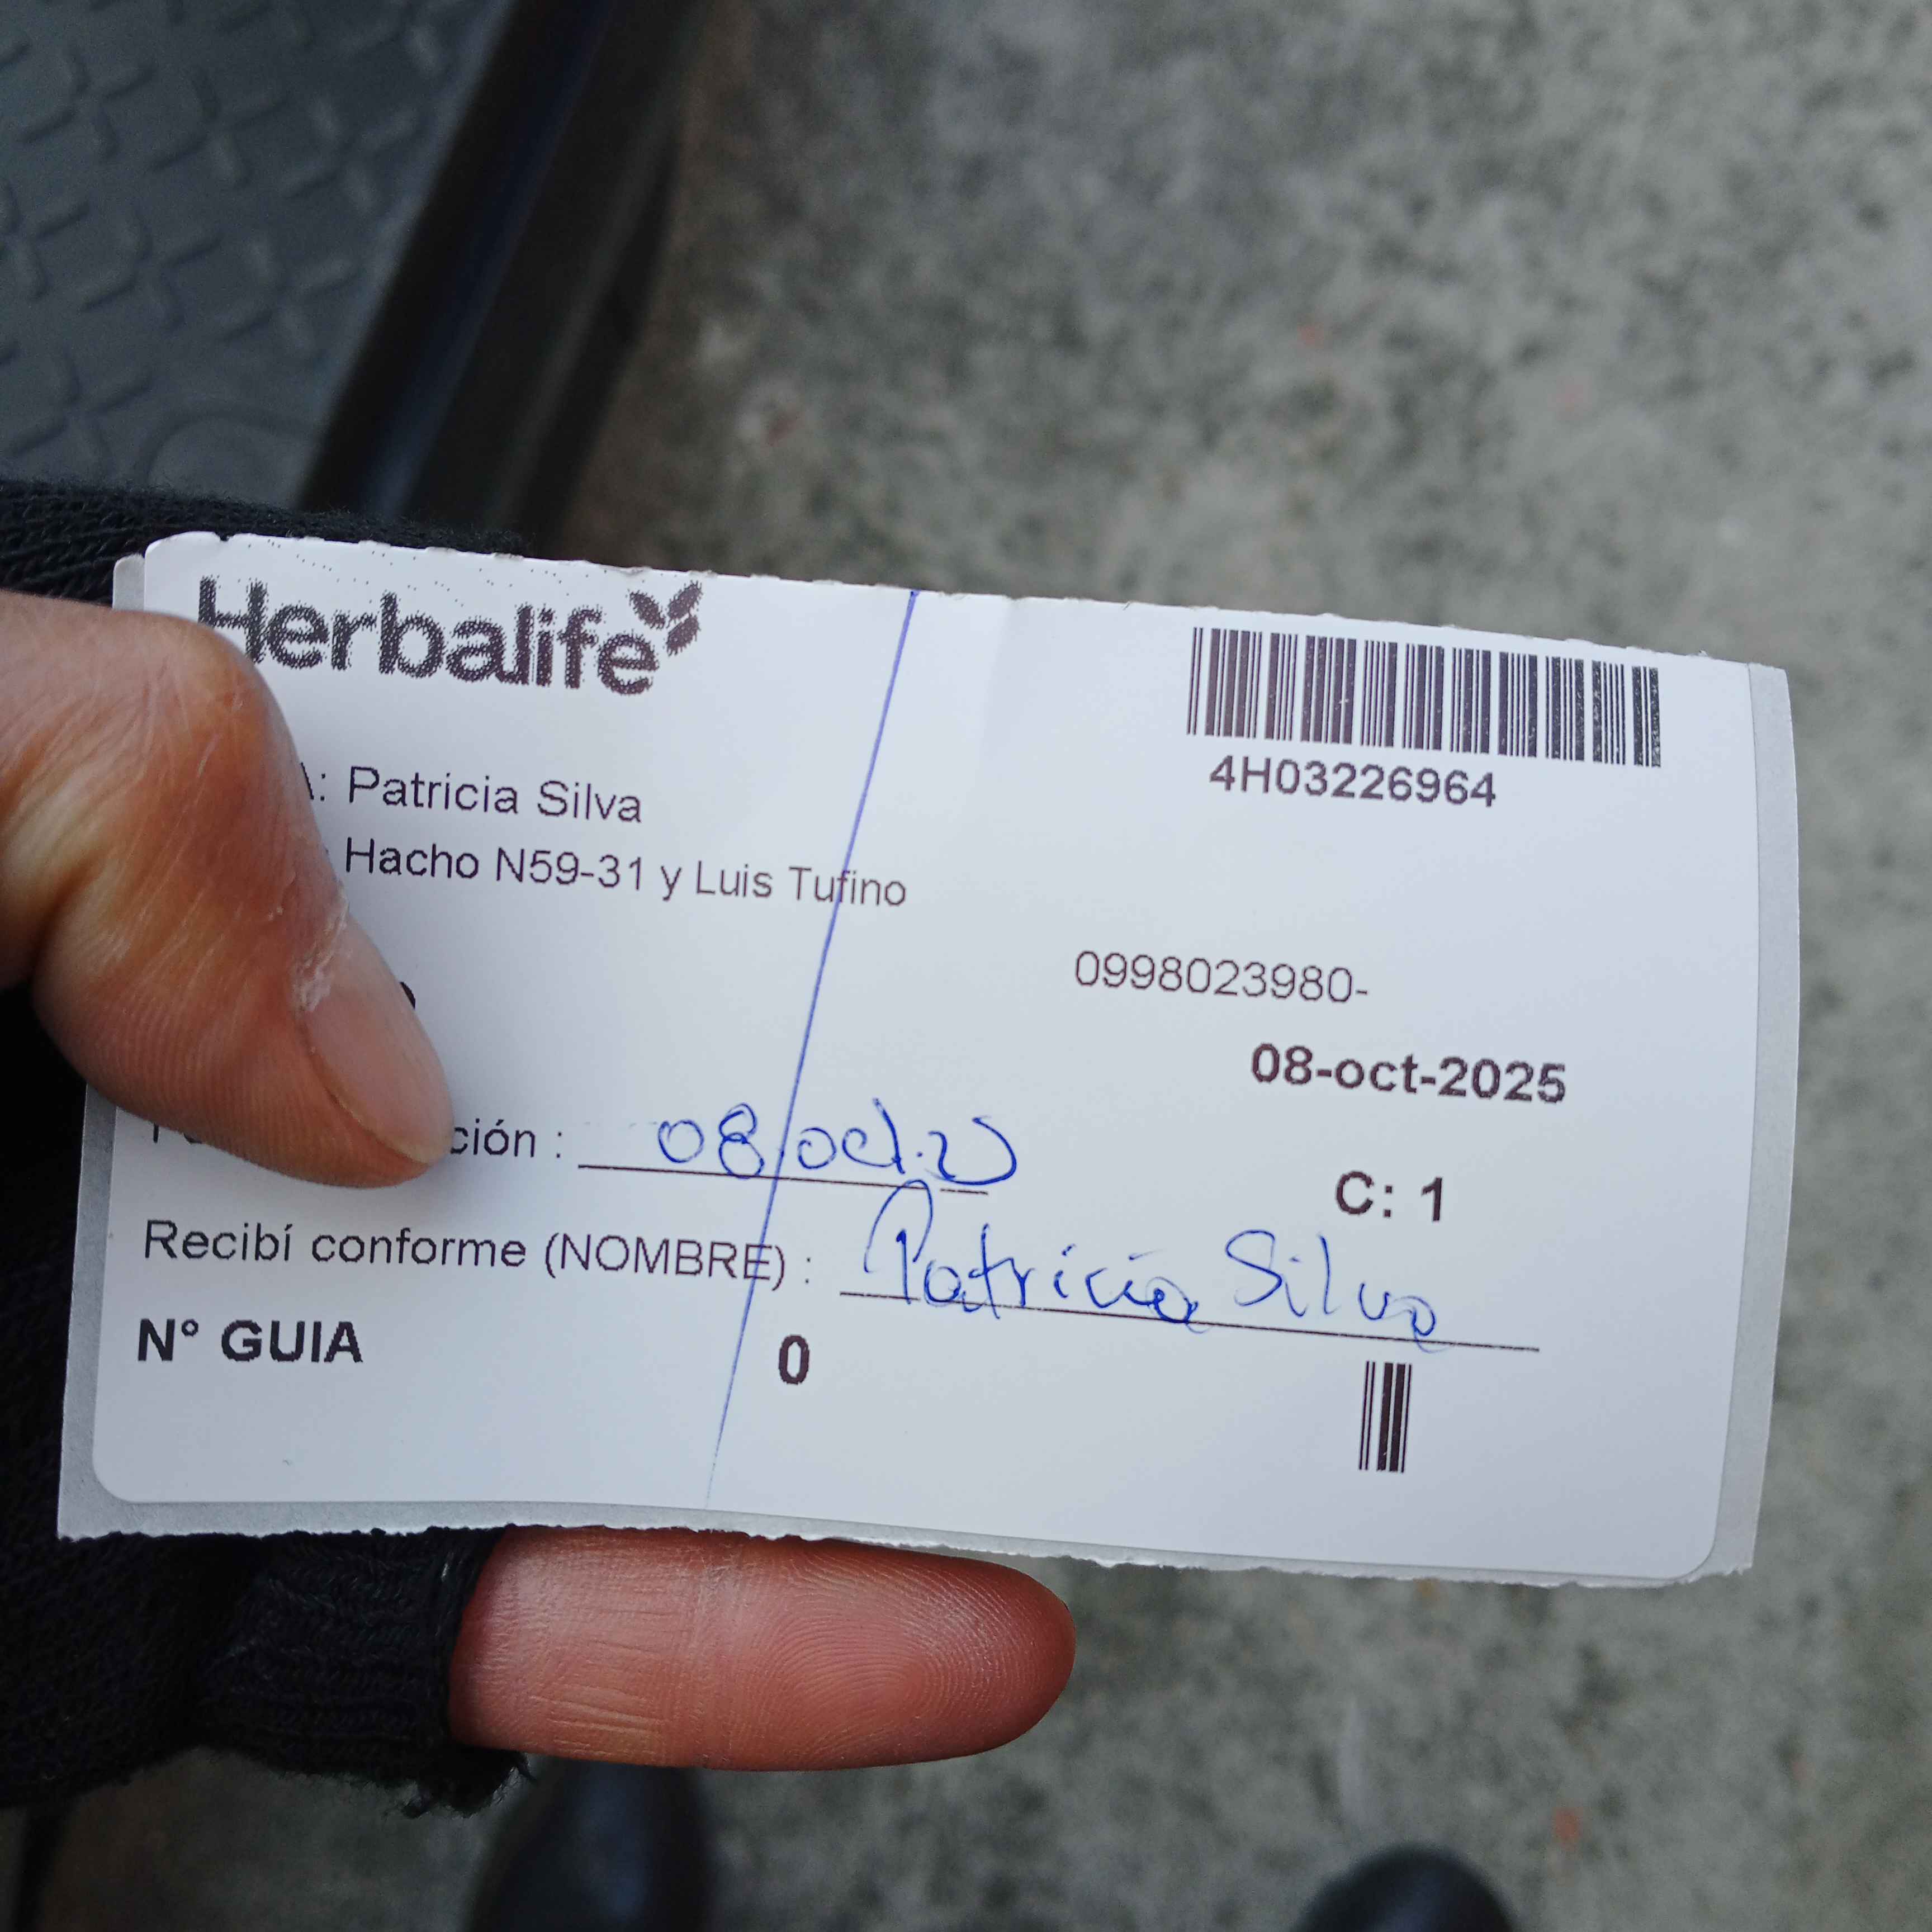 Herbalife
4H03226964
Patricia Silva
Hacho N59-31 y Luis Tufino
0998023980-
08-oct-2025
ción : 08 oct. 25
C: 1
Recibí conforme (NOMBRE) : Patricia Silva
N° GUIA 0